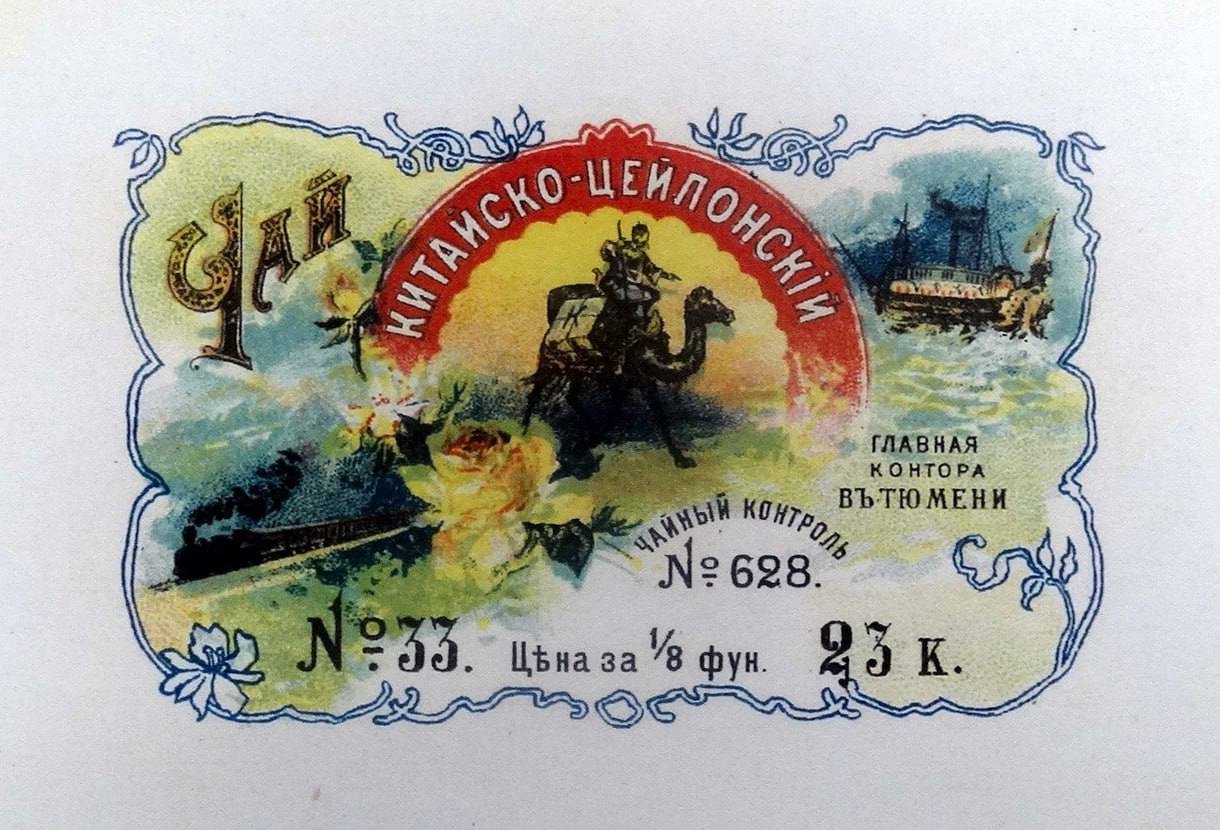 ЧАЙ
КИТАЙСКО-ЦЕЙЛОНСКІЙ
К
ГЛАВНАЯ
КОНТОРА
ВЪ ТЮМЕНИ
ЧАЙНЫЙ КОНТРОЛЬ
№ 628.
№ 33. Цѣна за 1/8 фун. 23 К.